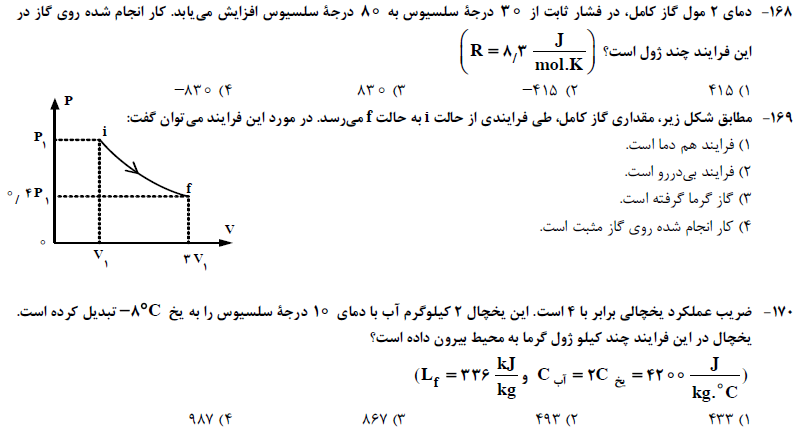 ۱۶۸- دمای ۲ مول گاز کامل، در فشار ثابت از ۳۰ درجهٔ سلسیوس به ۸۰ درجهٔ سلسیوس افزایش می‌یابد. کار انجام شده روی گاز در
این فرایند چند ژول است؟ (R = ۸/۳ J/mol.K)
۱) ۴۱۵ ۲) ۴۱۵− ۳) ۸۳۰ ۴) ۸۳۰−
۱۶۹- مطابق شکل زیر، مقداری گاز کامل، طی فرایندی از حالت i به حالت f می‌رسد. در مورد این فرایند می‌توان گفت:
۱) فرایند هم دما است.
۲) فرایند بی‌دررو است.
۳) گاز گرما گرفته است.
۴) کار انجام شده روی گاز مثبت است.
P
P۱
i
۰/۴P۱
f
۰
V
V۱
۳V۱
۱۷۰- ضریب عملکرد یخچالی برابر با ۴ است. این یخچال ۲ کیلوگرم آب با دمای ۱۰ درجهٔ سلسیوس را به یخ −۸°C تبدیل کرده است.
یخچال در این فرایند چند کیلو ژول گرما به محیط بیرون داده است؟
(L_f = ۳۳۶ kJ/kg و C آب = ۲C یخ = ۴۲۰۰ J/kg.°C)
۱) ۴۳۳ ۲) ۴۹۳ ۳) ۸۶۷ ۴) ۹۸۷